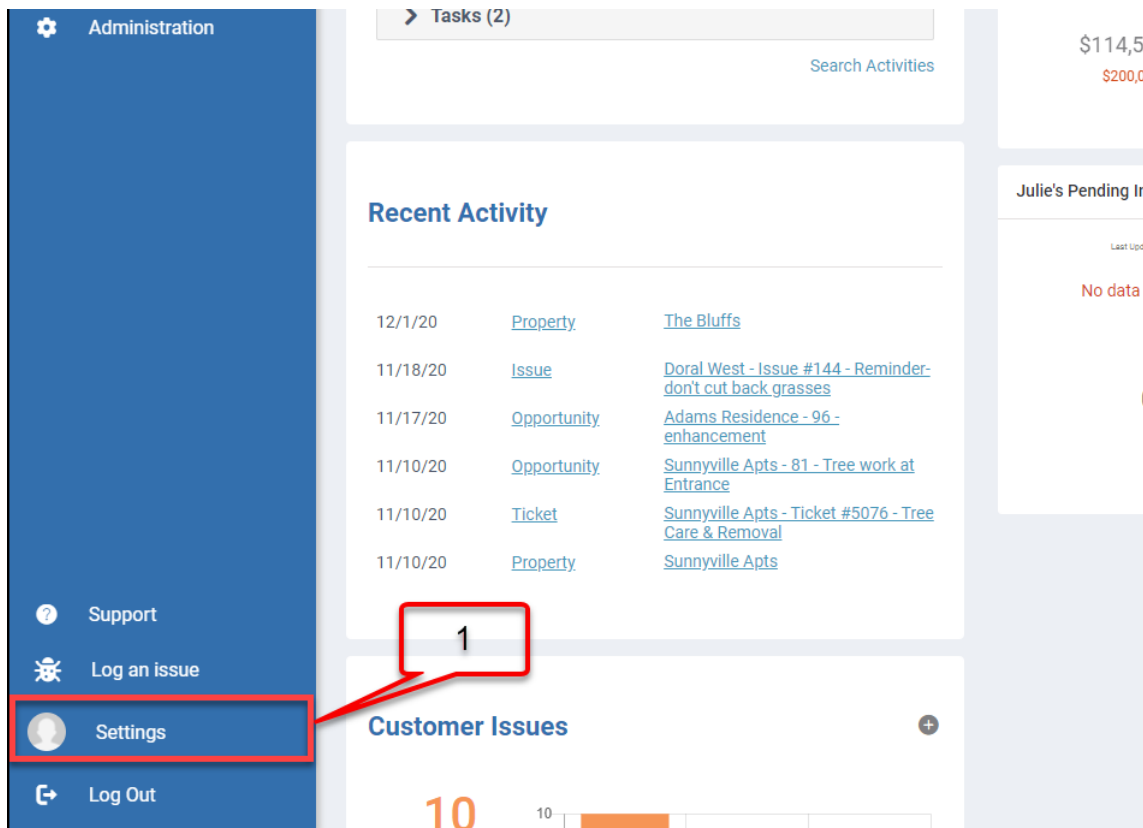 Administration
Support
Log an issue
Settings
Log Out
1
Tasks (2)
Search Activities
Recent Activity
12/1/20 Property The Bluffs
11/18/20 Issue Doral West - Issue #144 - Reminder-
don't cut back grasses
11/17/20 Opportunity Adams Residence - 96 -
enhancement
11/10/20 Opportunity Sunnyville Apts - 81 - Tree work at
Entrance
11/10/20 Ticket Sunnyville Apts - Ticket #5076 - Tree
Care & Removal
11/10/20 Property Sunnyville Apts
Customer Issues
10
10
$114,5
$200,0
Julie's Pending In
Last Upd
No data